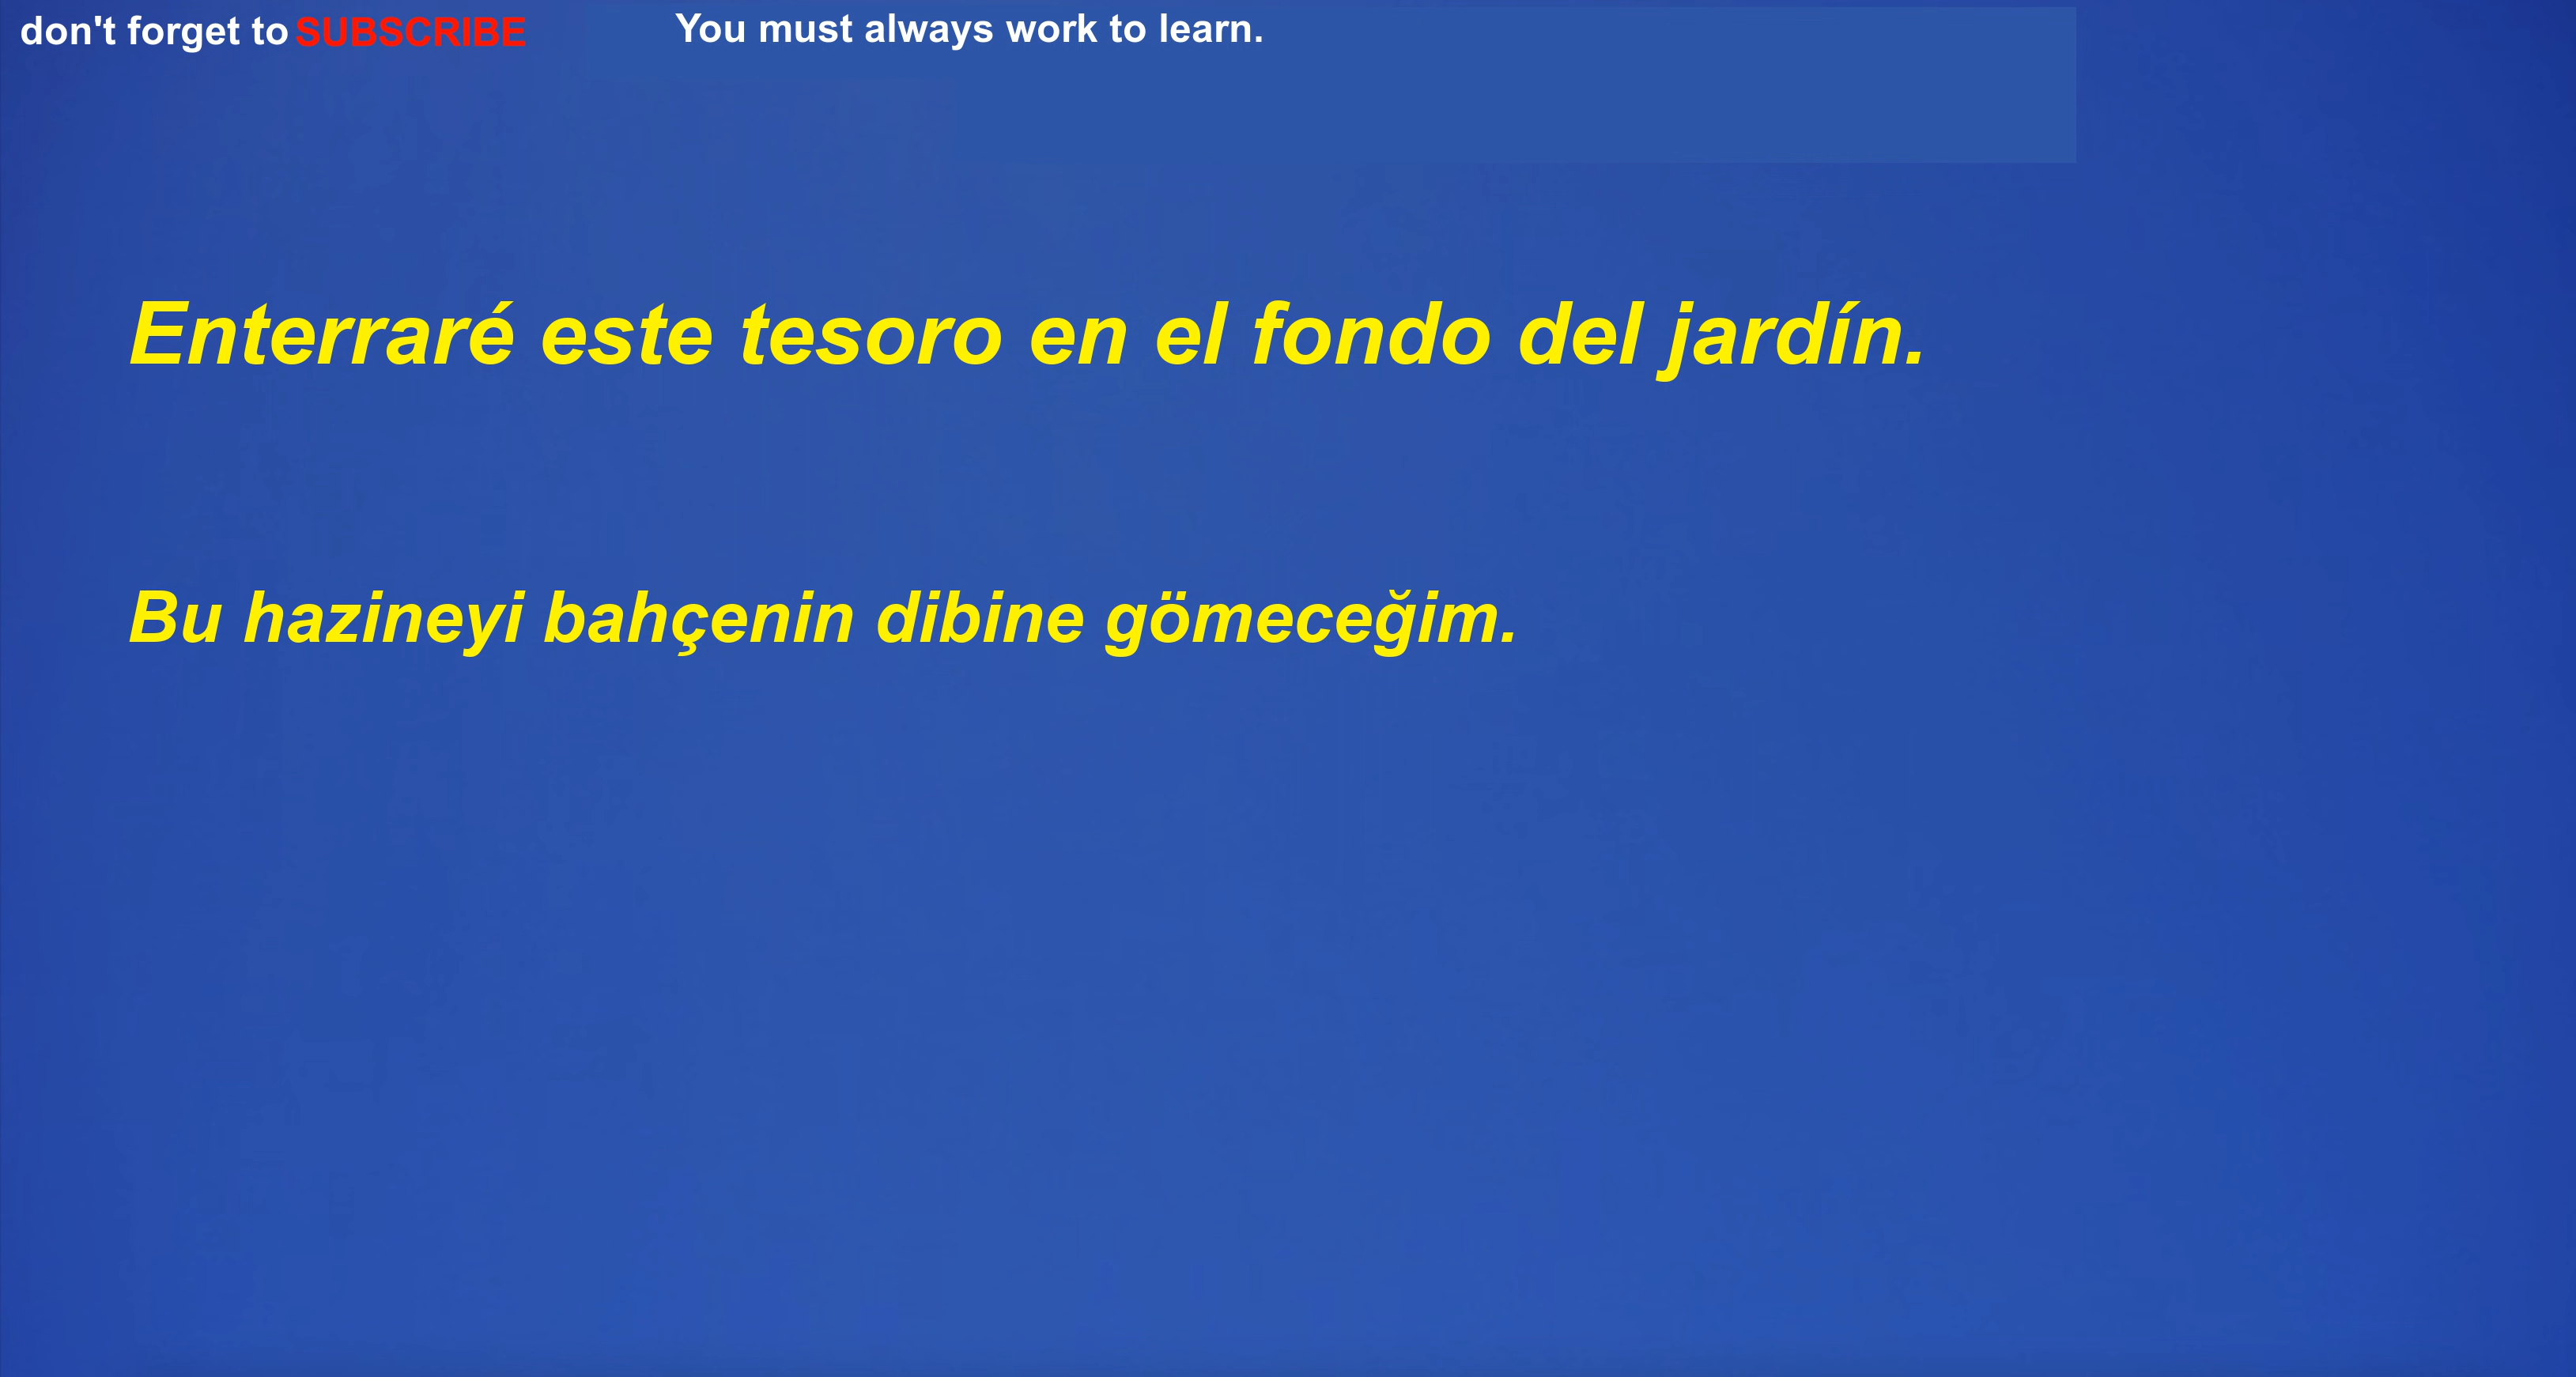 don't forget to SUBSCRIBE You must always work to learn.
Enterraré este tesoro en el fondo del jardín.
Bu hazineyi bahçenin dibine gömeceğim.